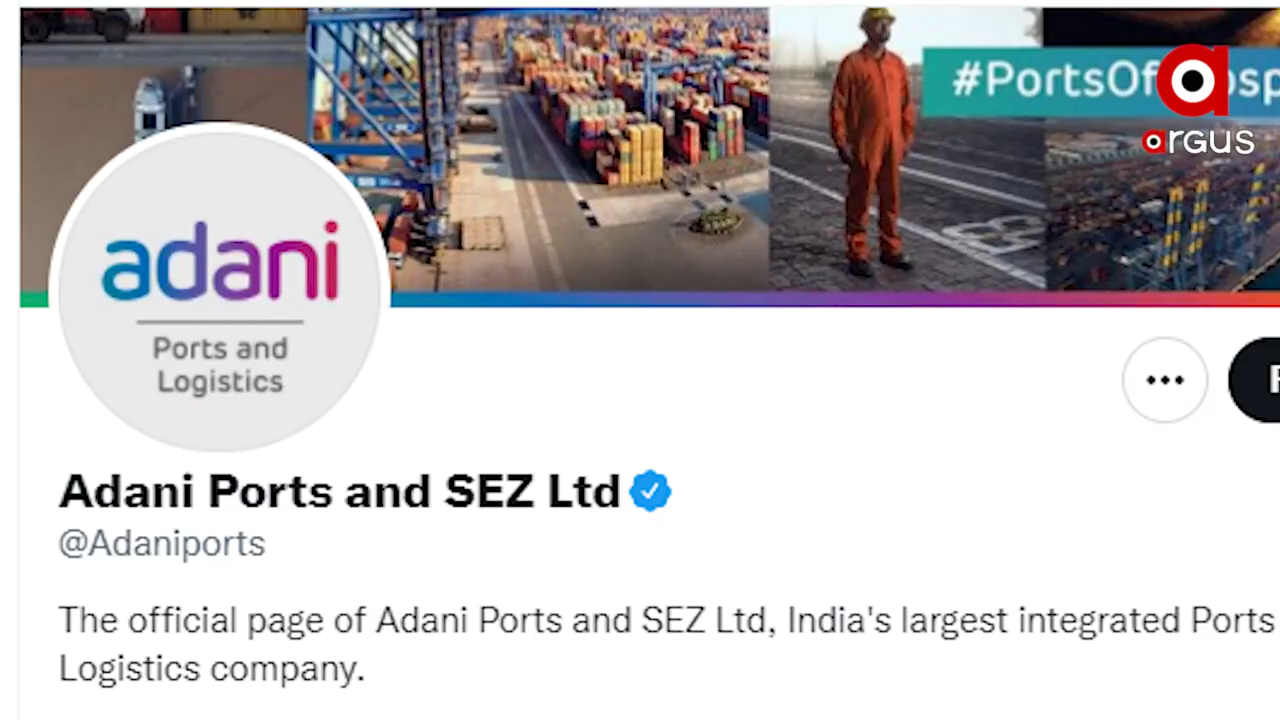 #PortsOf
argus
adani
Ports and
Logistics
Adani Ports and SEZ Ltd
@Adaniports
The official page of Adani Ports and SEZ Ltd, India's largest integrated Ports
Logistics company.